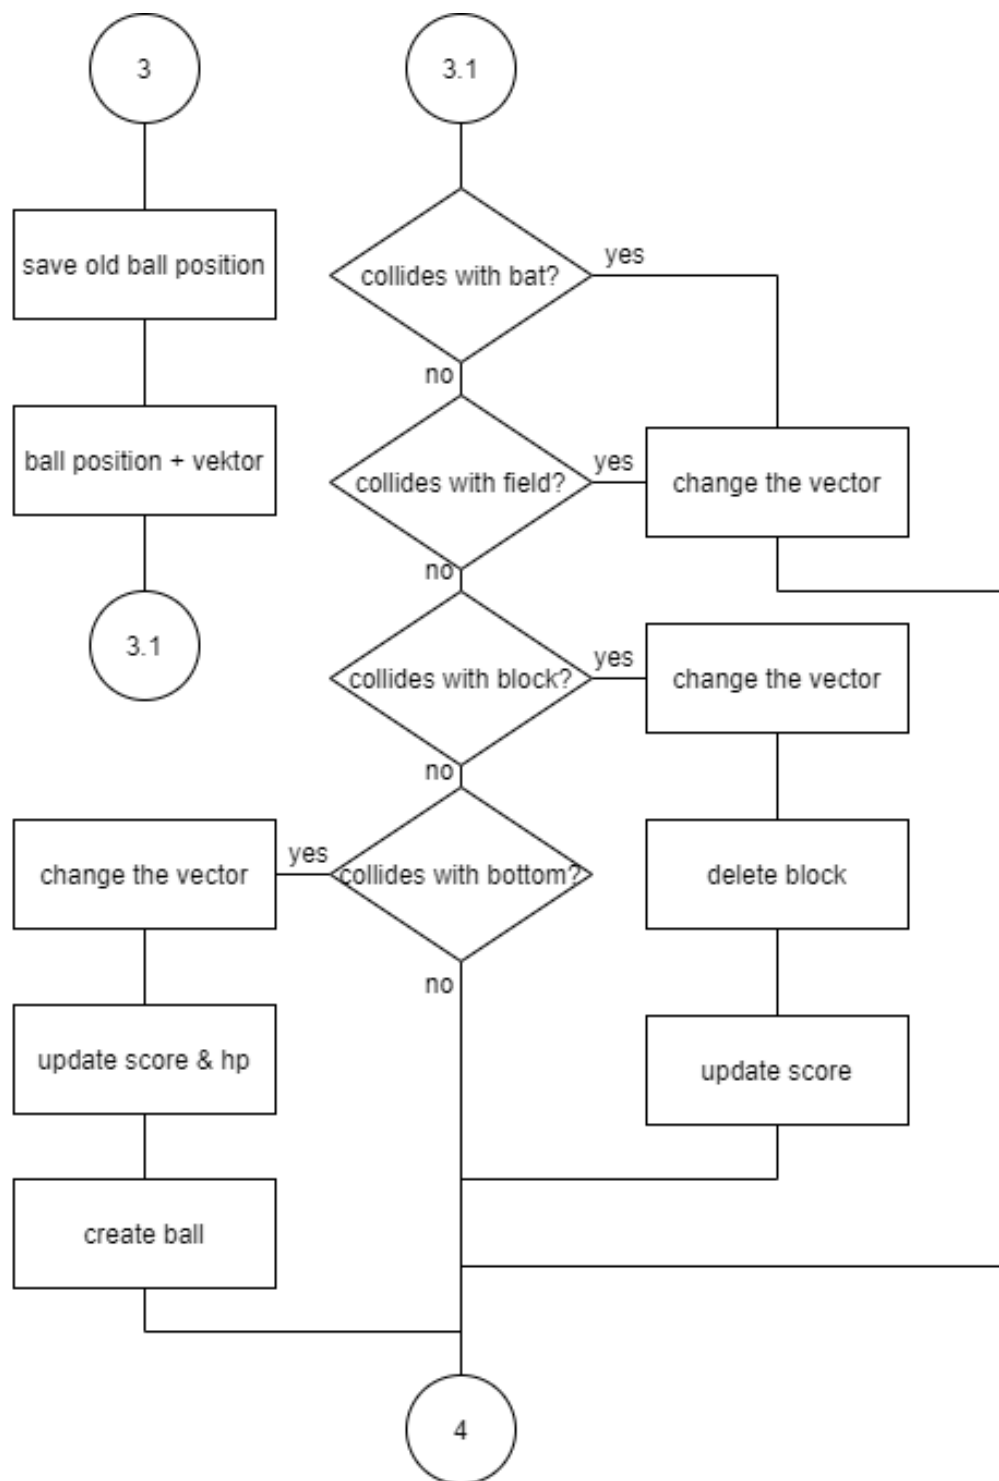 3
save old ball position
ball position + vektor
3.1
3.1
collides with bat?
yes
no
collides with field?
yes
change the vector
no
collides with block?
yes
change the vector
delete block
update score
no
collides with bottom?
yes
change the vector
update score & hp
create ball
no
4